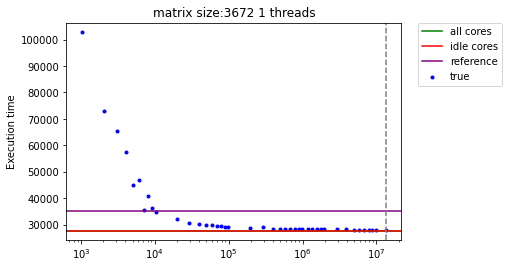 matrix size:3672 1 threads
all cores
idle cores
reference
true
Execution time
100000
90000
80000
70000
60000
50000
40000
30000
10³ 10⁴ 10⁵ 10⁶ 10⁷